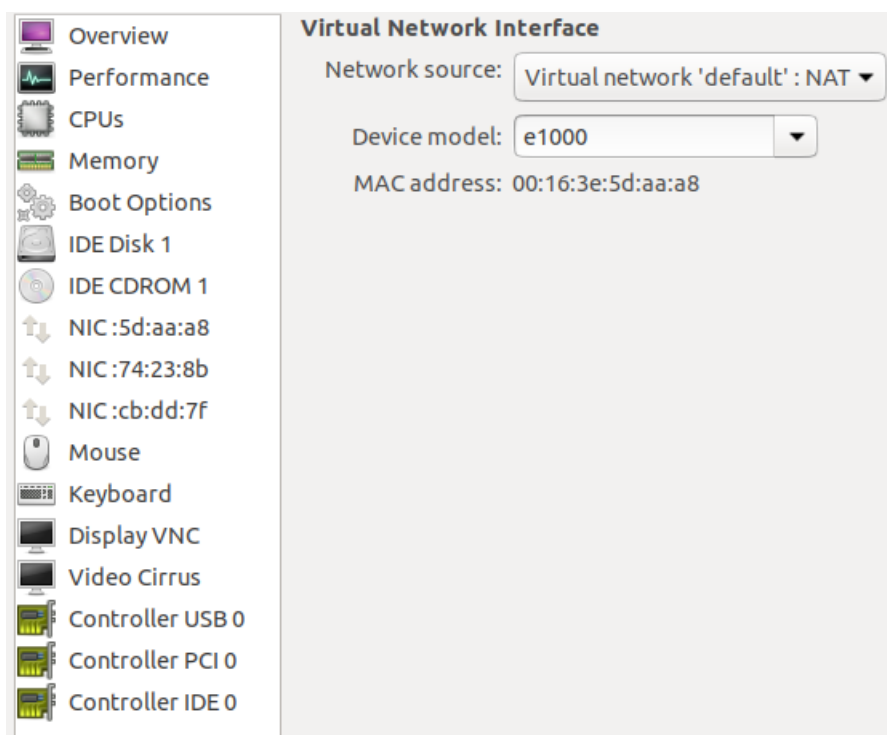 Overview
Performance
CPUs
Memory
Boot Options
IDE Disk 1
IDE CDROM 1
NIC :5d:aa:a8
NIC :74:23:8b
NIC :cb:dd:7f
Mouse
Keyboard
Display VNC
Video Cirrus
Controller USB 0
Controller PCI 0
Controller IDE 0
Virtual Network Interface
Network source: Virtual network 'default' : NAT
Device model: e1000
MAC address: 00:16:3e:5d:aa:a8